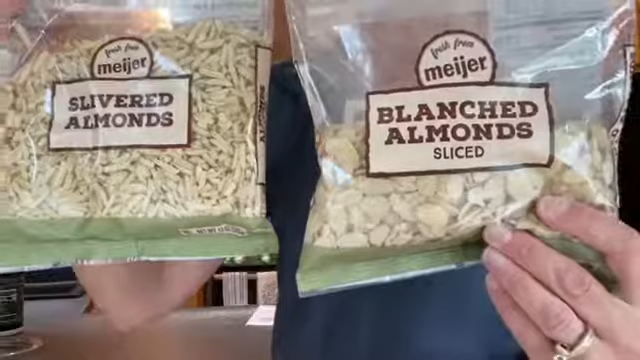 fresh from
meijer
SLIVERED
ALMONDS
fresh from
meijer
BLANCHED
ALMONDS
SLICED